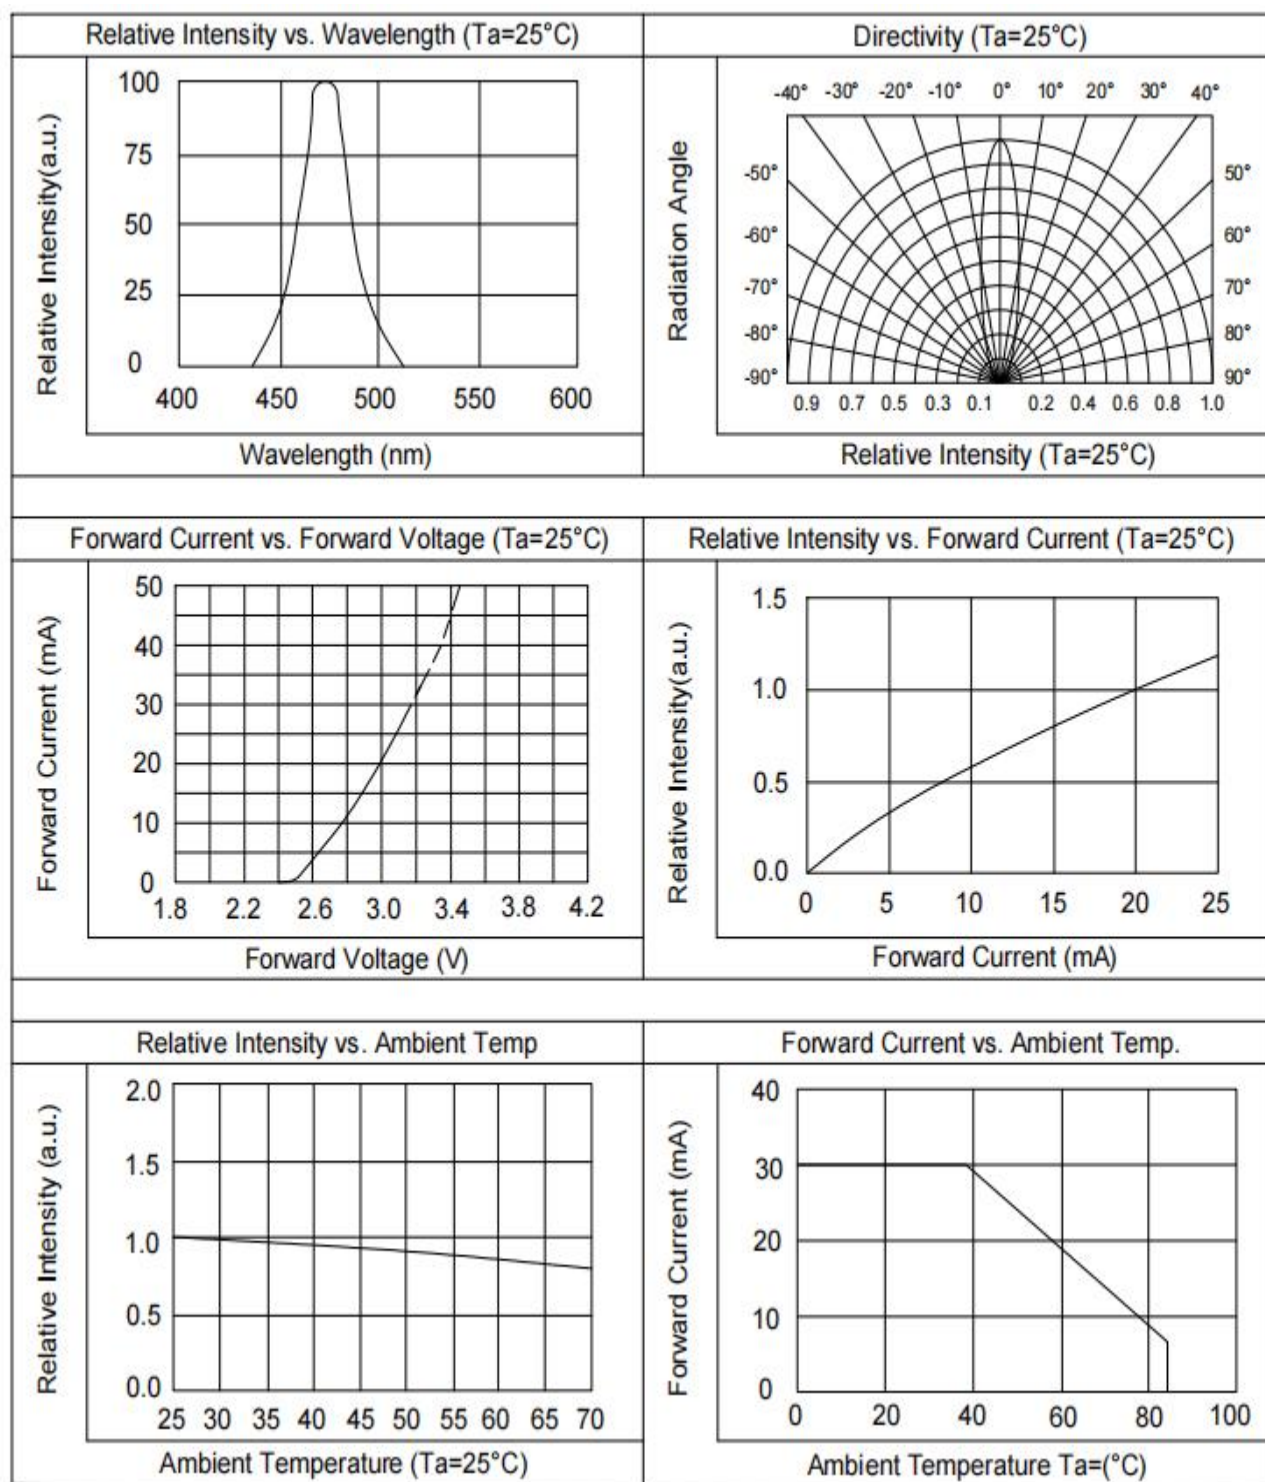 Relative Intensity vs. Wavelength (Ta=25°C)
Relative Intensity(a.u.)
100
75
50
25
0
400 450 500 550 600
Wavelength (nm)
Directivity (Ta=25°C)
Radiation Angle
-40° -30° -20° -10° 0° 10° 20° 30° 40°
-50° 50°
-60° 60°
-70° 70°
-80° 80°
-90° 90°
0.9 0.7 0.5 0.3 0.1 0.2 0.4 0.6 0.8 1.0
Relative Intensity (Ta=25°C)
Forward Current vs. Forward Voltage (Ta=25°C)
Forward Current (mA)
50
40
30
20
10
0
1.8 2.2 2.6 3.0 3.4 3.8 4.2
Forward Voltage (V)
Relative Intensity vs. Forward Current (Ta=25°C)
Relative Intensity(a.u.)
1.5
1.0
0.5
0.0
0 5 10 15 20 25
Forward Current (mA)
Relative Intensity vs. Ambient Temp
Relative Intensity (a.u.)
2.0
1.5
1.0
0.5
0.0
25 30 35 40 45 50 55 60 65 70
Ambient Temperature (Ta=25°C)
Forward Current vs. Ambient Temp.
Forward Current (mA)
40
30
20
10
0
0 20 40 60 80 100
Ambient Temperature Ta=(°C)